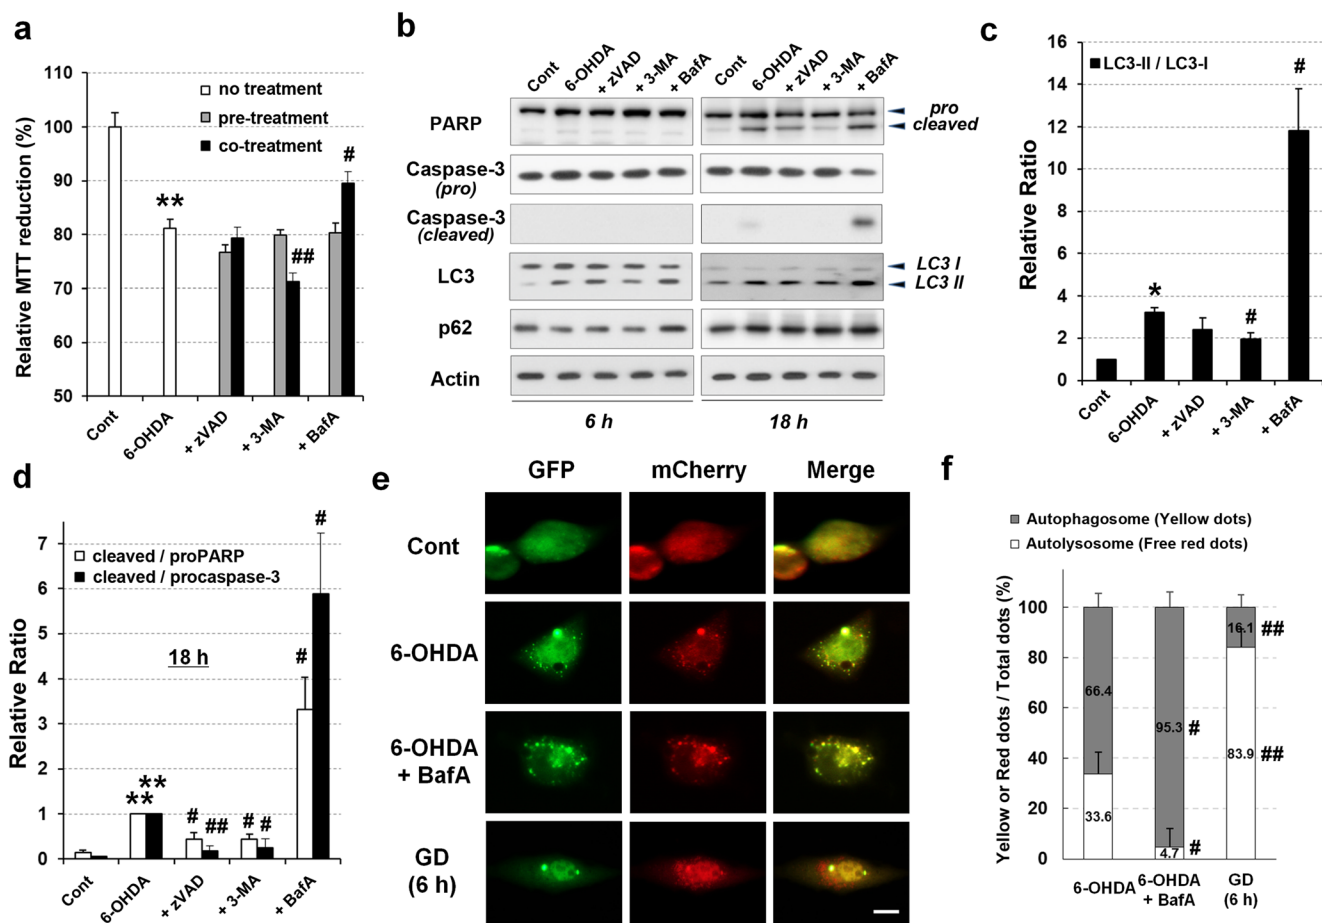 a
Relative MTT reduction (%)
110
100
90
80
70
60
50
no treatment
pre-treatment
co-treatment
**
##
#
Cont
6-OHDA
+ zVAD
+ 3-MA
+ BafA
b
Cont
6-OHDA
+ zVAD
+ 3-MA
+ BafA
Cont
6-OHDA
+ zVAD
+ 3-MA
+ BafA
PARP
pro
cleaved
Caspase-3
(pro)
Caspase-3
(cleaved)
LC3
LC3 I
LC3 II
p62
Actin
6 h
18 h
c
Relative Ratio
16
14
12
10
8
6
4
2
0
LC3-II / LC3-I
*
#
#
Cont
6-OHDA
+ zVAD
+ 3-MA
+ BafA
d
Relative Ratio
7
6
5
4
3
2
1
0
cleaved / proPARP
cleaved / procaspase-3
18 h
**
**
#
##
#
#
#
#
Cont
6-OHDA
+ zVAD
+ 3-MA
+ BafA
e
GFP
mCherry
Merge
Cont
6-OHDA
6-OHDA
+ BafA
GD
(6 h)
f
Autophagosome (Yellow dots)
Autolysosome (Free red dots)
Yellow or Red dots / Total dots (%)
100
80
60
40
20
0
66.4
33.6
95.3
#
4.7
#
16.1
##
83.9
##
6-OHDA
6-OHDA
+ BafA
GD
(6 h)